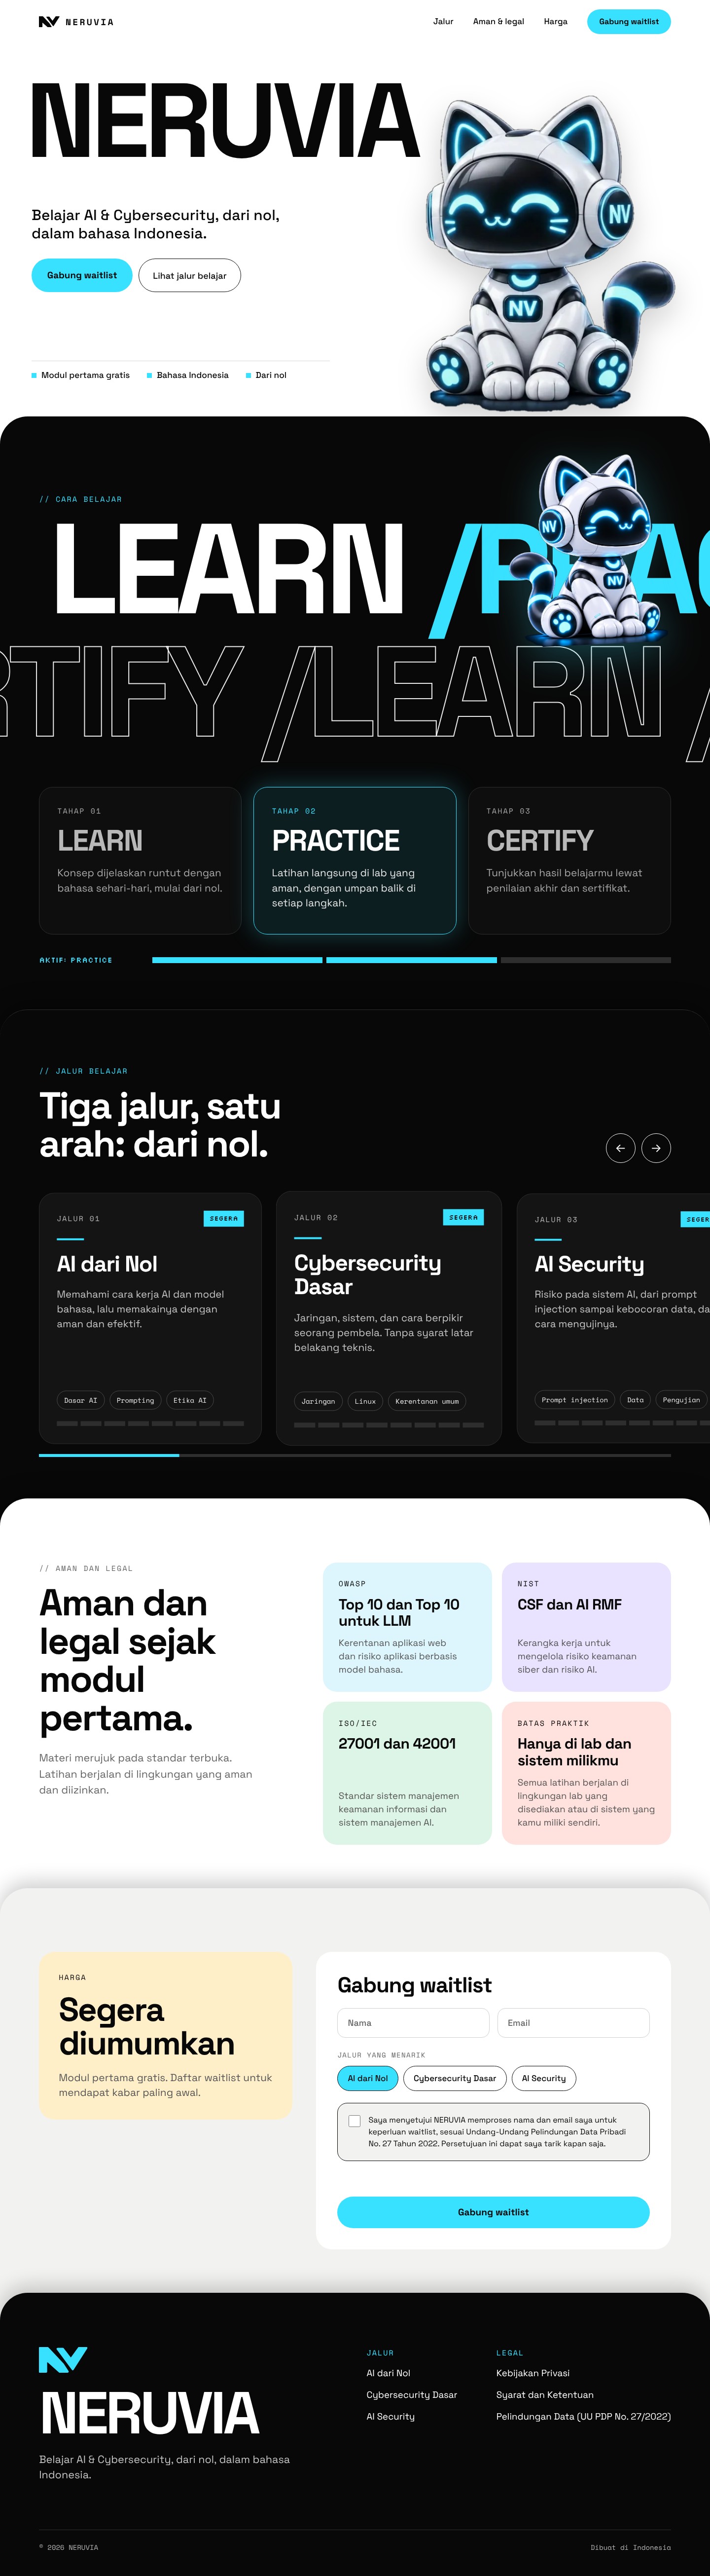 NERUVIA
Jalur
Aman & legal
Harga
Gabung waitlist
NERUVIA
NV
NV
Belajar AI & Cybersecurity, dari nol,
dalam bahasa Indonesia.
Gabung waitlist
Lihat jalur belajar
Modul pertama gratis
Bahasa Indonesia
Dari nol
// CARA BELAJAR
NV
NV
LEARN /PRAC
RTIFY /LEARN /
TAHAP 01
LEARN
Konsep dijelaskan runtut dengan
bahasa sehari-hari, mulai dari nol.
TAHAP 02
PRACTICE
Latihan langsung di lab yang
aman, dengan umpan balik di
setiap langkah.
TAHAP 03
CERTIFY
Tunjukkan hasil belajarmu lewat
penilaian akhir dan sertifikat.
AKTIF: PRACTICE
// JALUR BELAJAR
Tiga jalur, satu
arah: dari nol.
JALUR 01
SEGERA
AI dari Nol
Memahami cara kerja AI dan model
bahasa, lalu memakainya dengan
aman dan efektif.
Dasar AI
Prompting
Etika AI
JALUR 02
SEGERA
Cybersecurity
Dasar
Jaringan, sistem, dan cara berpikir
seorang pembela. Tanpa syarat latar
belakang teknis.
Jaringan
Linux
Kerentanan umum
JALUR 03
SEGER
AI Security
Risiko pada sistem AI, dari prompt
injection sampai kebocoran data, da
cara mengujinya.
Prompt injection
Data
Pengujian
// AMAN DAN LEGAL
Aman dan
legal sejak
modul
pertama.
Materi merujuk pada standar terbuka.
Latihan berjalan di lingkungan yang aman
dan diizinkan.
OWASP
Top 10 dan Top 10
untuk LLM
Kerentanan aplikasi web
dan risiko aplikasi berbasis
model bahasa.
NIST
CSF dan AI RMF
Kerangka kerja untuk
mengelola risiko keamanan
siber dan risiko AI.
ISO/IEC
27001 dan 42001
Standar sistem manajemen
keamanan informasi dan
sistem manajemen AI.
BATAS PRAKTIK
Hanya di lab dan
sistem milikmu
Semua latihan berjalan di
lingkungan lab yang
disediakan atau di sistem yang
kamu miliki sendiri.
HARGA
Segera
diumumkan
Modul pertama gratis. Daftar waitlist untuk
mendapat kabar paling awal.
Gabung waitlist
Nama
Email
JALUR YANG MENARIK
AI dari Nol
Cybersecurity Dasar
AI Security
Saya menyetujui NERUVIA memproses nama dan email saya untuk
keperluan waitlist, sesuai Undang-Undang Pelindungan Data Pribadi
No. 27 Tahun 2022. Persetujuan ini dapat saya tarik kapan saja.
Gabung waitlist
NV
NERUVIA
Belajar AI & Cybersecurity, dari nol, dalam bahasa
Indonesia.
JALUR
AI dari Nol
Cybersecurity Dasar
AI Security
LEGAL
Kebijakan Privasi
Syarat dan Ketentuan
Pelindungan Data (UU PDP No. 27/2022)
© 2026 NERUVIA
Dibuat di Indonesia